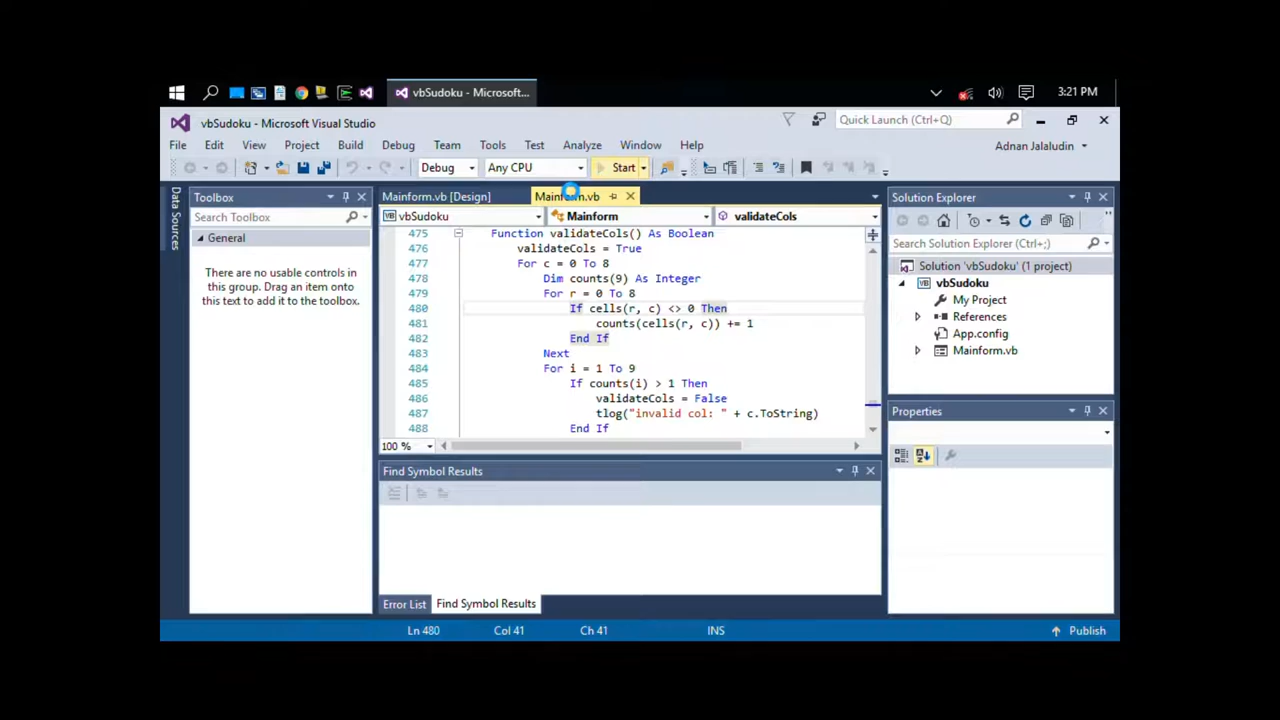 vbSudoku - Microsoft...
3:21 PM
vbSudoku - Microsoft Visual Studio
Quick Launch (Ctrl+Q)
File Edit View Project Build Debug Team Tools Test Analyze Window Help
Adnan Jalaludin
Debug Any CPU Start
Data Sources
Toolbox
Search Toolbox
General
There are no usable controls in
this group. Drag an item onto
this text to add it to the toolbox.
Mainform.vb [Design] Mainform.vb
vbSudoku Mainform validateCols
475 Function validateCols() As Boolean
476 validateCols = True
477 For c = 0 To 8
478 Dim counts(9) As Integer
479 For r = 0 To 8
480 If cells(r, c) <> 0 Then
481 counts(cells(r, c)) += 1
482 End If
483 Next
484 For i = 1 To 9
485 If counts(i) > 1 Then
486 validateCols = False
487 tlog("invalid col: " + c.ToString)
488 End If
100 %
Find Symbol Results
Error List Find Symbol Results
Solution Explorer
Search Solution Explorer (Ctrl+;)
Solution 'vbSudoku' (1 project)
VB vbSudoku
My Project
References
App.config
Mainform.vb
Properties
Ln 480 Col 41 Ch 41 INS Publish